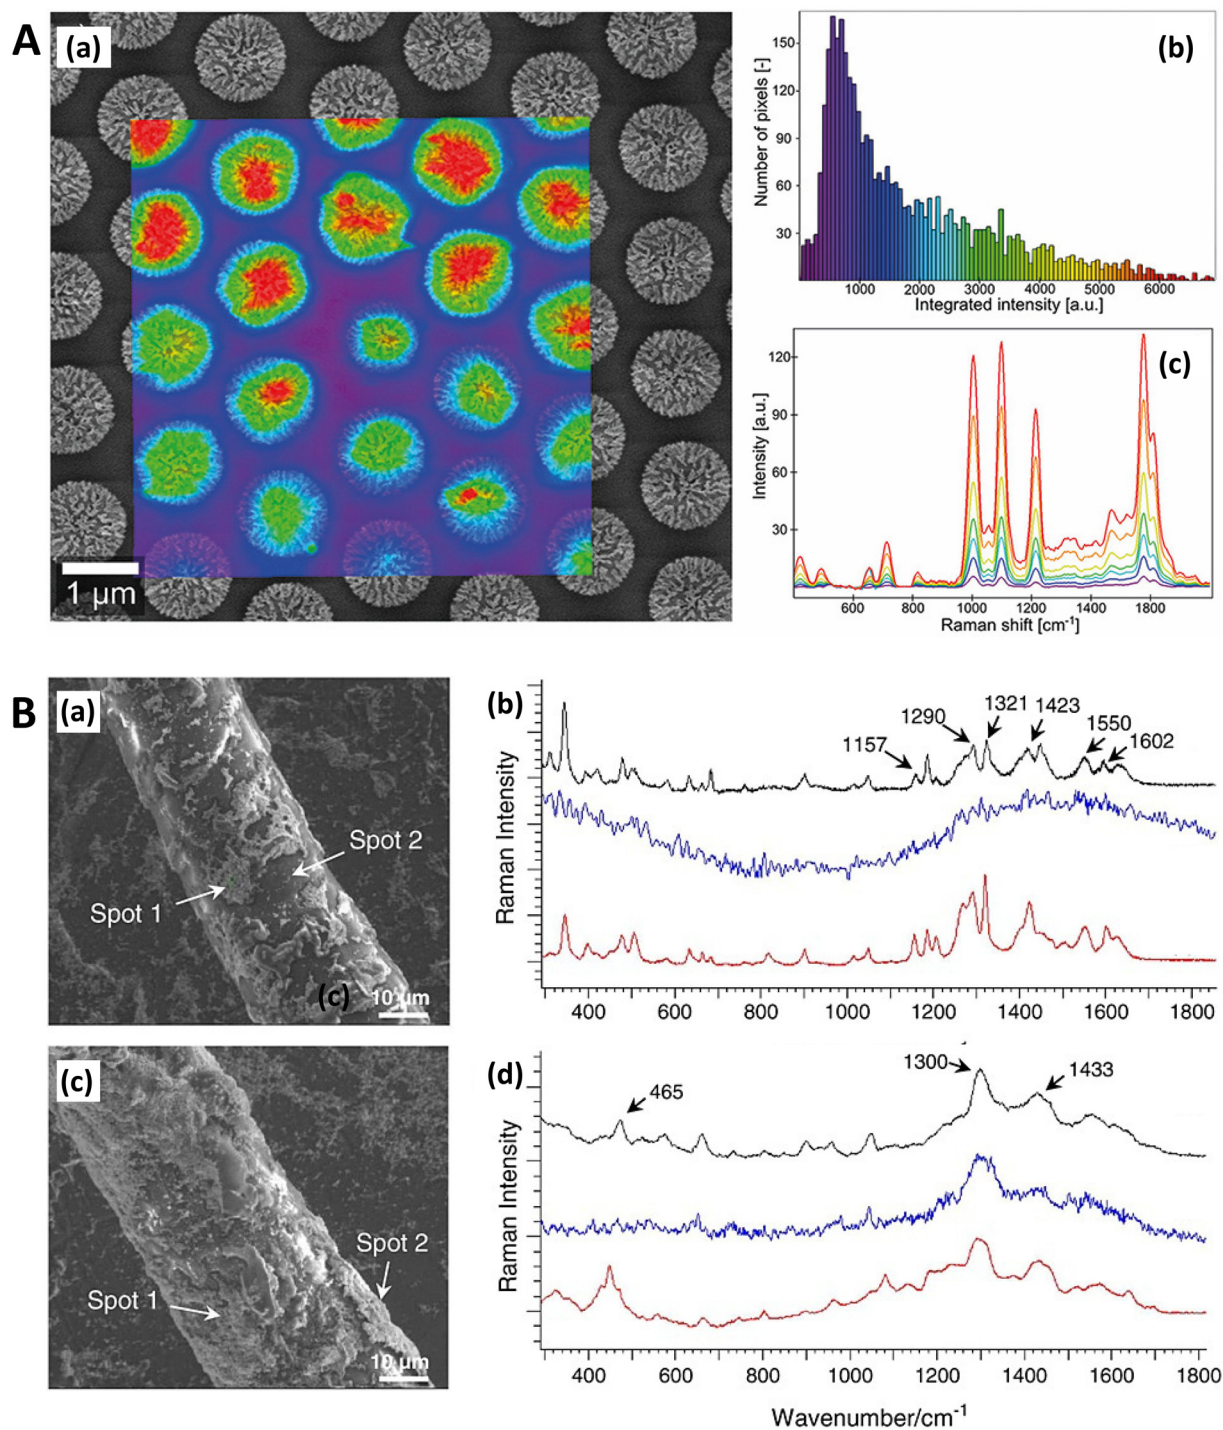 A
(a)
1 μm
(b)
Number of pixels [-]
150
120
90
60
30
1000 2000 3000 4000 5000 6000
Integrated intensity [a.u.]
(c)
Intensity [a.u.]
120
90
60
30
600 800 1000 1200 1400 1600 1800
Raman shift [cm⁻¹]
B
(a)
Spot 2
Spot 1
(c)
10 μm
(b)
Raman Intensity
1157
1290
1321
1423
1550
1602
400 600 800 1000 1200 1400 1600 1800
(c)
Spot 2
Spot 1
10 μm
(d)
Raman Intensity
465
1300
1433
400 600 800 1000 1200 1400 1600 1800
Wavenumber/cm⁻¹